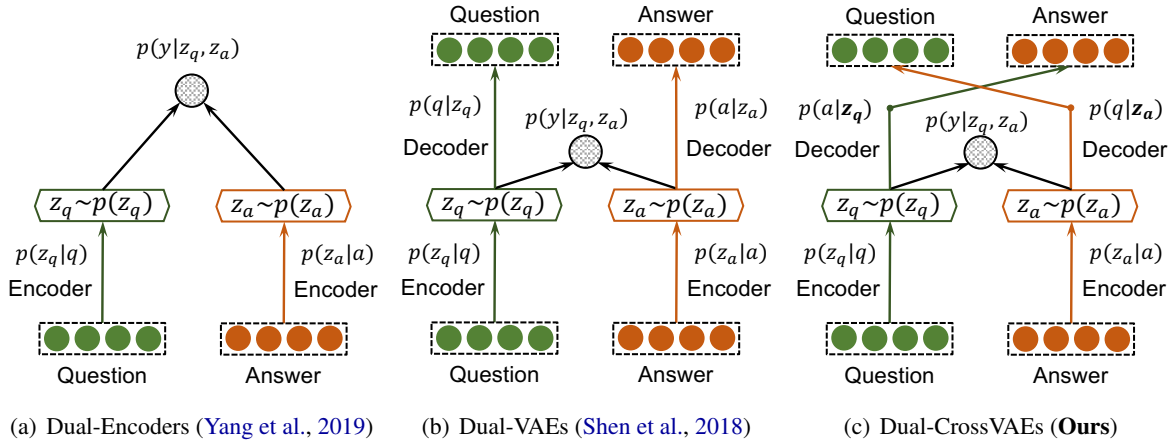 p(y|z_q, z_a)
z_q~p(z_q)
z_a~p(z_a)
p(z_q|q)
Encoder
p(z_a|a)
Encoder
Question
Answer
(a) Dual-Encoders (Yang et al., 2019)
Question
Answer
p(q|z_q)
Decoder
p(y|z_q, z_a)
p(a|z_a)
Decoder
z_q~p(z_q)
z_a~p(z_a)
p(z_q|q)
Encoder
p(z_a|a)
Encoder
Question
Answer
(b) Dual-VAEs (Shen et al., 2018)
Question
Answer
p(a|z_q)
Decoder
p(y|z_q, z_a)
p(q|z_a)
Decoder
z_q~p(z_q)
z_a~p(z_a)
p(z_q|q)
Encoder
p(z_a|a)
Encoder
Question
Answer
(c) Dual-CrossVAEs (Ours)